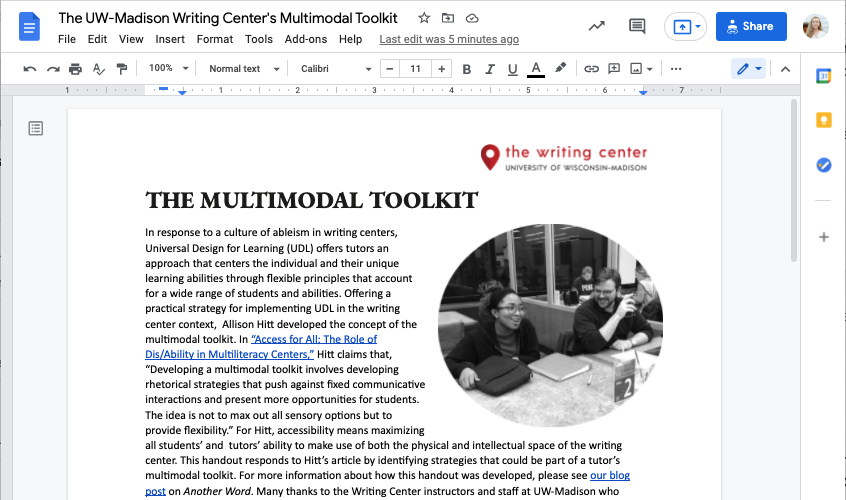 The UW-Madison Writing Center's Multimodal Toolkit
File Edit View Insert Format Tools Add-ons Help Last edit was 5 minutes ago
Share
100% Normal text Calibri 11 B I U A
1 1 2 3 4 5 6 7
31
the writing center
UNIVERSITY OF WISCONSIN-MADISON
THE MULTIMODAL TOOLKIT
In response to a culture of ableism in writing centers,
Universal Design for Learning (UDL) offers tutors an
approach that centers the individual and their unique
learning abilities through flexible principles that account
for a wide range of students and abilities. Offering a
practical strategy for implementing UDL in the writing
center context, Allison Hitt developed the concept of the
multimodal toolkit. In “Access for All: The Role of
Dis/Ability in Multiliteracy Centers,” Hitt claims that,
“Developing a multimodal toolkit involves developing
rhetorical strategies that push against fixed communicative
interactions and present more opportunities for students.
The idea is not to max out all sensory options but to
provide flexibility.” For Hitt, accessibility means maximizing
all students’ and tutors’ ability to make use of both the physical and intellectual space of the writing
center. This handout responds to Hitt’s article by identifying strategies that could be part of a tutor’s
multimodal toolkit. For more information about how this handout was developed, please see our blog
post on Another Word. Many thanks to the Writing Center instructors and staff at UW-Madison who
2